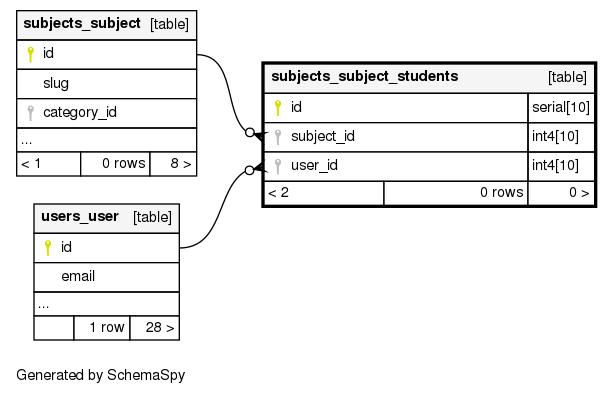 subjects_subject [table]
id
slug
category_id
...
< 1 0 rows 8 >
subjects_subject_students [table]
id serial[10]
subject_id int4[10]
user_id int4[10]
< 2 0 rows 0 >
users_user [table]
id
email
...
1 row 28 >
Generated by SchemaSpy